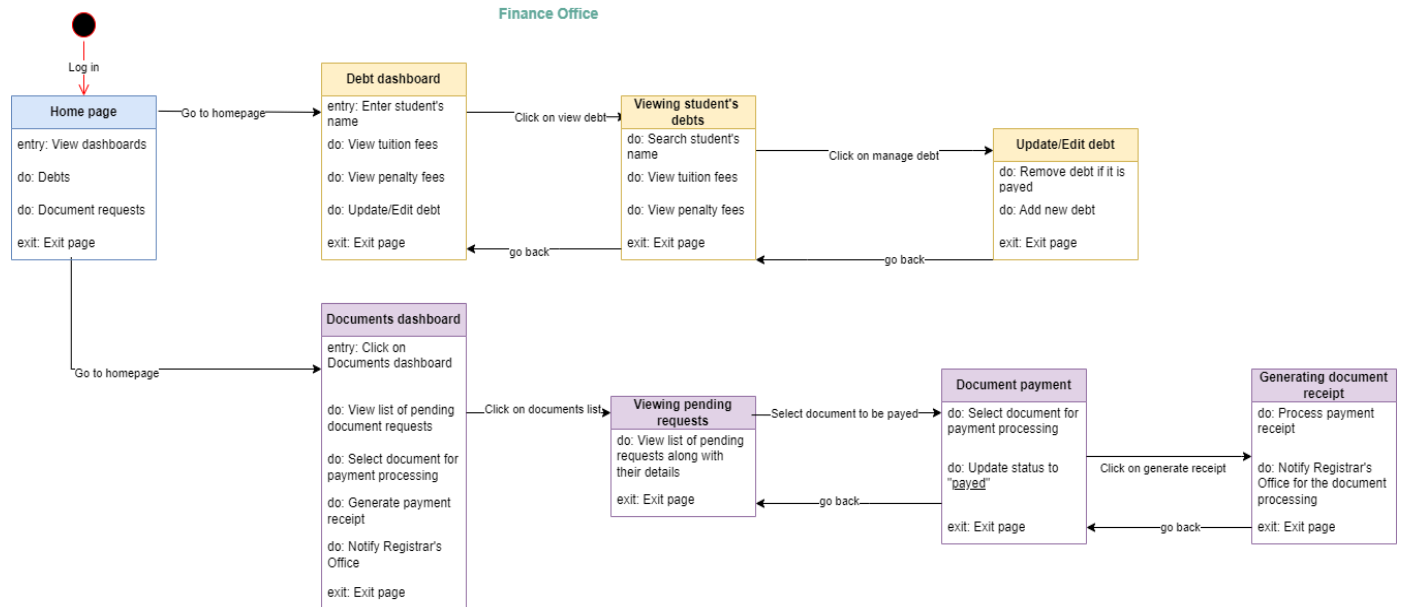 Finance Office
Log in
Home page
entry: View dashboards
do: Debts
do: Document requests
exit: Exit page
Go to homepage
Debt dashboard
entry: Enter student's
name
do: View tuition fees
do: View penalty fees
do: Update/Edit debt
exit: Exit page
Click on view debt
go back
Viewing student's
debts
do: Search student's
name
do: View tuition fees
do: View penalty fees
exit: Exit page
Click on manage debt
go back
Update/Edit debt
do: Remove debt if it is
payed
do: Add new debt
exit: Exit page
Go to homepage
Documents dashboard
entry: Click on
Documents dashboard
do: View list of pending
document requests
do: Select document for
payment processing
do: Generate payment
receipt
do: Notify Registrar's
Office
exit: Exit page
Click on documents list
Viewing pending
requests
do: View list of pending
requests along with
their details
exit: Exit page
Select document to be payed
go back
Document payment
do: Select document for
payment processing
do: Update status to
"payed"
exit: Exit page
Click on generate receipt
go back
Generating document
receipt
do: Process payment
receipt
do: Notify Registrar's
Office for the document
processing
exit: Exit page